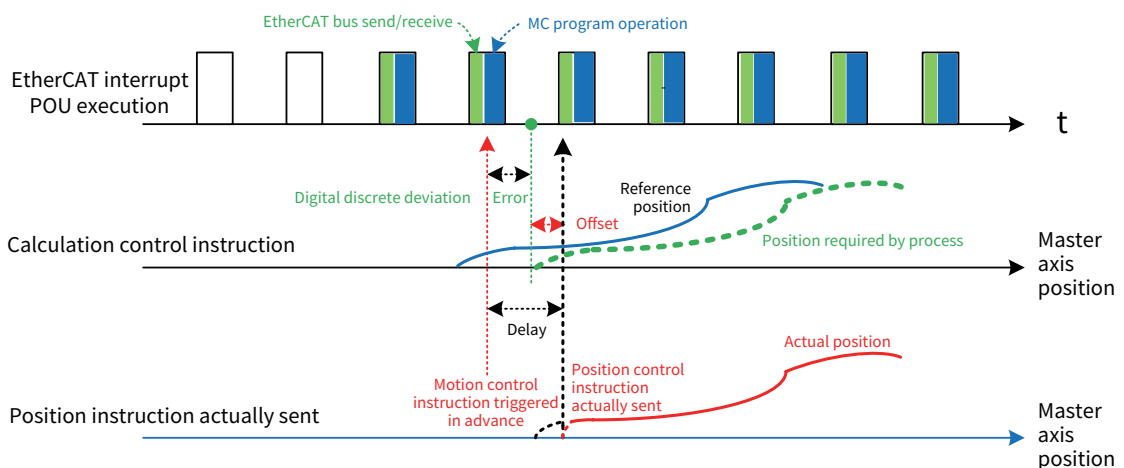 EtherCAT bus send/receive
MC program operation
EtherCAT interrupt
POU execution
t
Digital discrete deviation
Error
Reference
position
Offset
Calculation control instruction
Position required by process
Master
axis
position
Delay
Actual position
Motion control
instruction triggered
in advance
Position control
instruction
actually sent
Position instruction actually sent
Master
axis
position